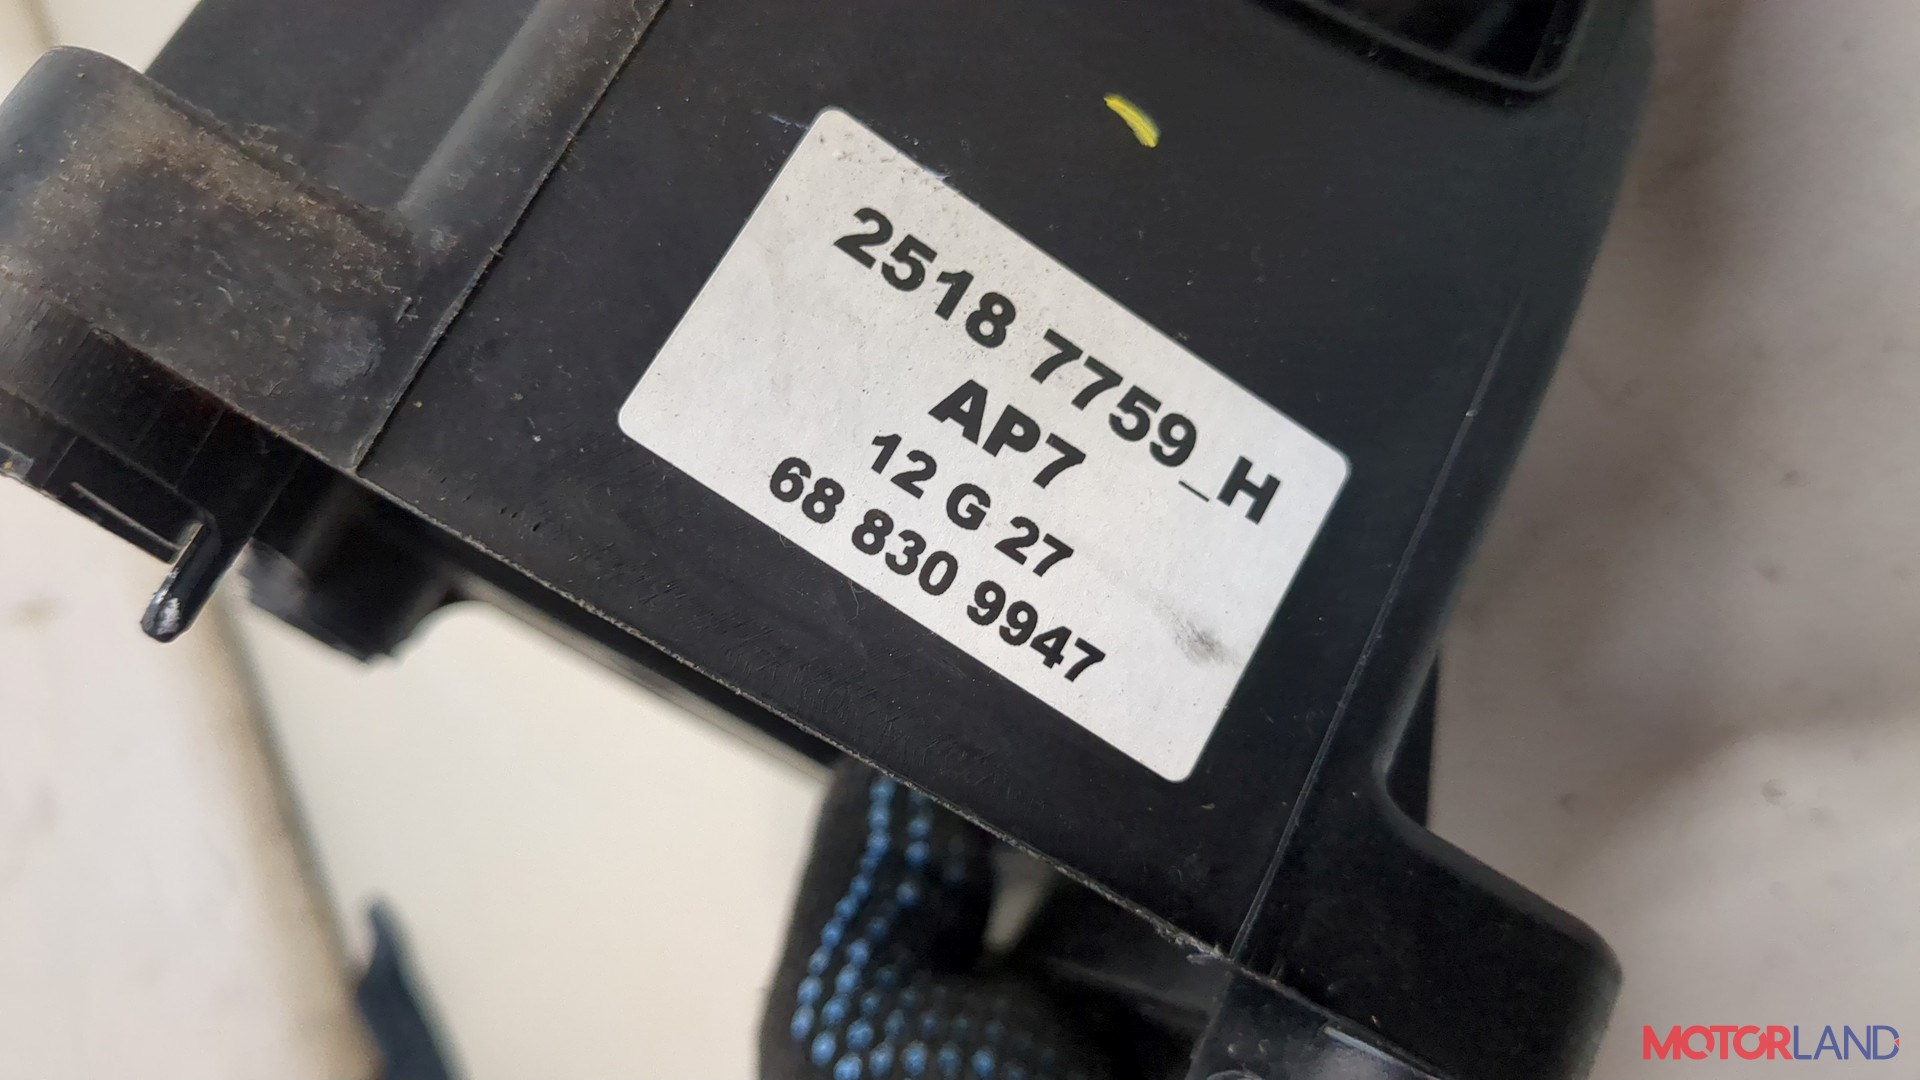 2518 7759_H
AP7
12 G 27
68 830 9947
MOTORLAND